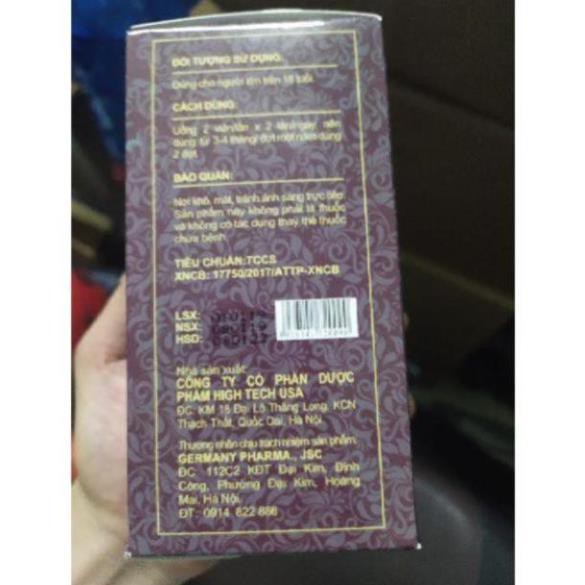 ĐỐI TƯỢNG SỬ DỤNG:
Dùng cho người lớn trên 18 tuổi
CÁCH DÙNG:
Uống 2 viên/lần x 2 lần/ngày nên
dùng từ 3-4 tháng/ đợt một năm dùng
2 đợt
BẢO QUẢN:
Nơi khô, mát, tránh ánh sáng trực tiếp
Sản phẩm này không phải là thuốc
và không có tác dụng thay thế thuốc
chữa bệnh
TIÊU CHUẨN:TCCS
XNCB: 17750/2017/ATTP-XNCB
LSX:
NSX:
HSD:
Nhà sản xuất:
CÔNG TY CỔ PHẦN DƯỢC
PHẨM HIGH TECH USA
ĐC: KM 18 Đại Lộ Thăng Long, KCN
Thạch Thất, Quốc Oai, Hà Nội
Thương nhân chịu trách nhiệm sản phẩm:
GERMANY PHARMA., JSC
ĐC: 112C2 KĐT Đại Kim, Định
Công, Phường Đại Kim, Hoàng
Mai, Hà Nội.
ĐT: 0914 822 886